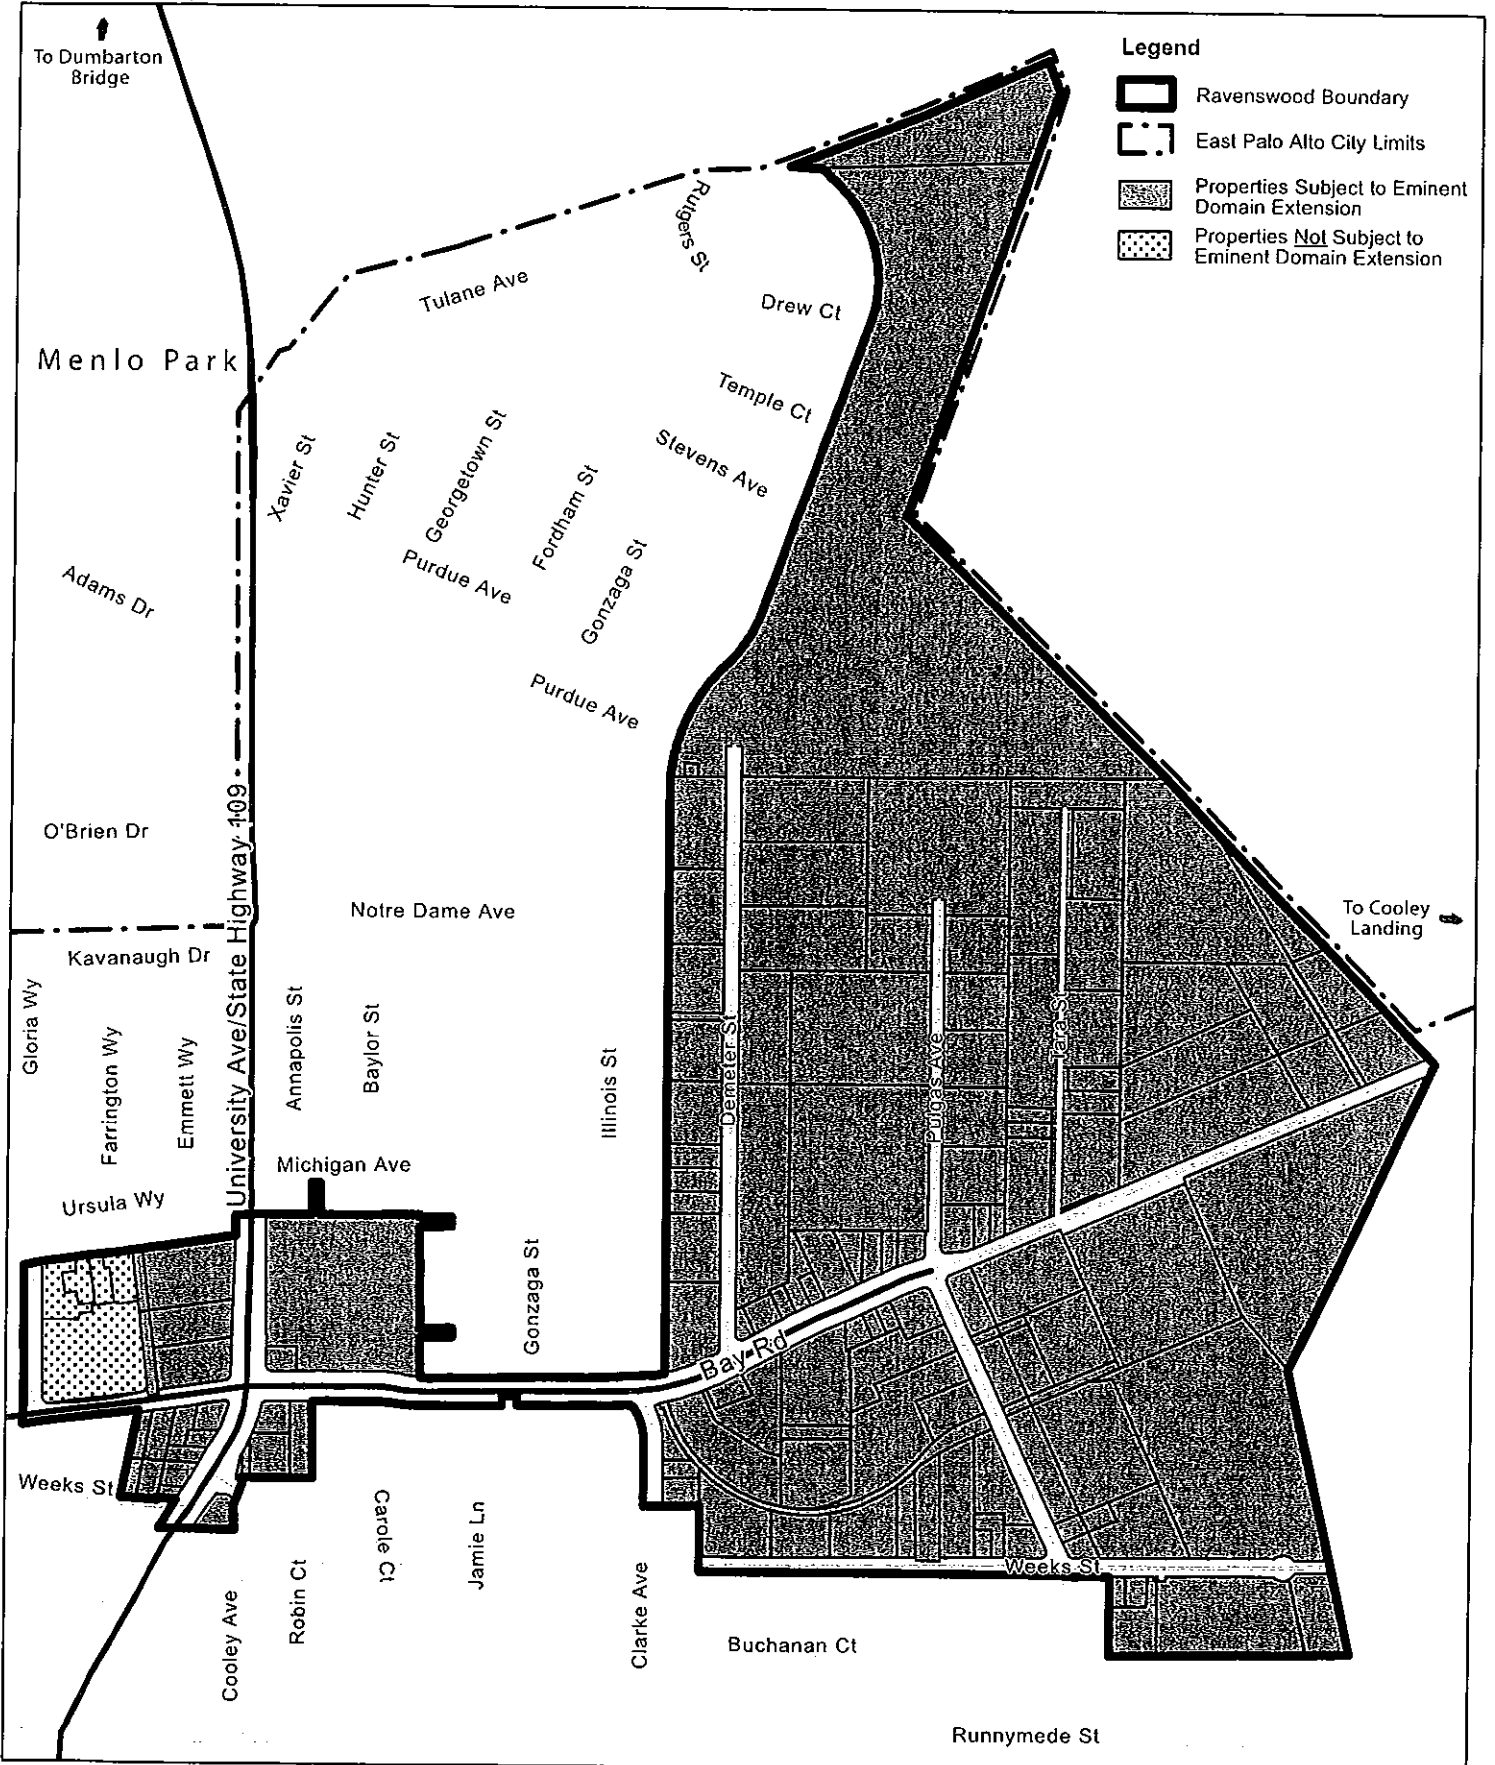 To Dumbarton
Bridge
Legend
Ravenswood Boundary
East Palo Alto City Limits
Properties Subject to Eminent
Domain Extension
Properties Not Subject to
Eminent Domain Extension
Rutgers St
Tulane Ave
Drew Ct
Menlo Park
Temple Ct
Stevens Ave
Xavier St
Hunter St
Georgetown St
Fordham St
Purdue Ave
Gonzaga St
Adams Dr
Purdue Ave
O'Brien Dr
University Ave/State Highway 109
Notre Dame Ave
To Cooley
Landing
Kavanaugh Dr
Gloria Wy
Farrington Wy
Emmett Wy
Annapolis St
Baylor St
Illinois St
Demeter St
Pulgas Ave
Tara St
Michigan Ave
Ursula Wy
Gonzaga St
Bay Rd
Weeks St
Carole Ct
Jamie Ln
Weeks St
Cooley Ave
Robin Ct
Clarke Ave
Buchanan Ct
Runnymede St